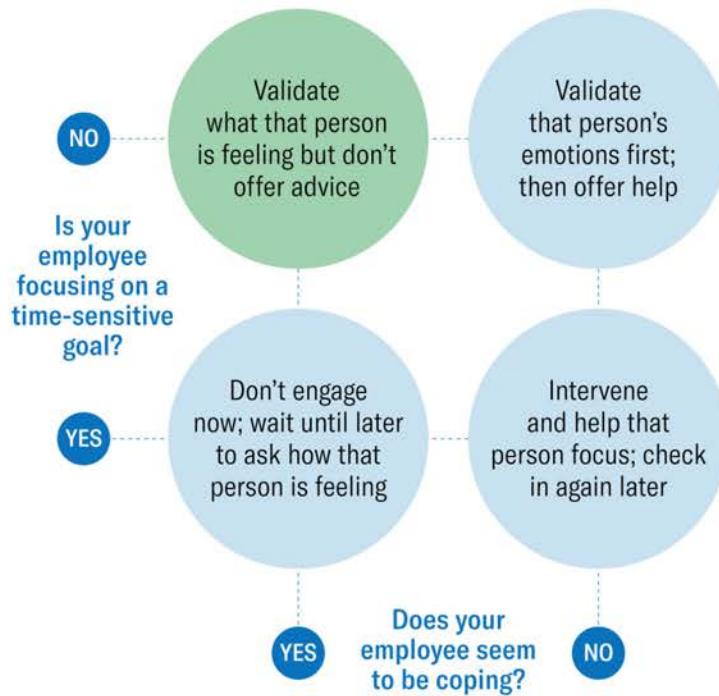 Validate
what that person
is feeling but don't
offer advice
Validate
that person's
emotions first;
then offer help
NO
Is your
employee
focusing on a
time-sensitive
goal?
YES
Don't engage
now; wait until later
to ask how that
person is feeling
Intervene
and help that
person focus; check
in again later
YES
Does your
employee seem
to be coping?
NO